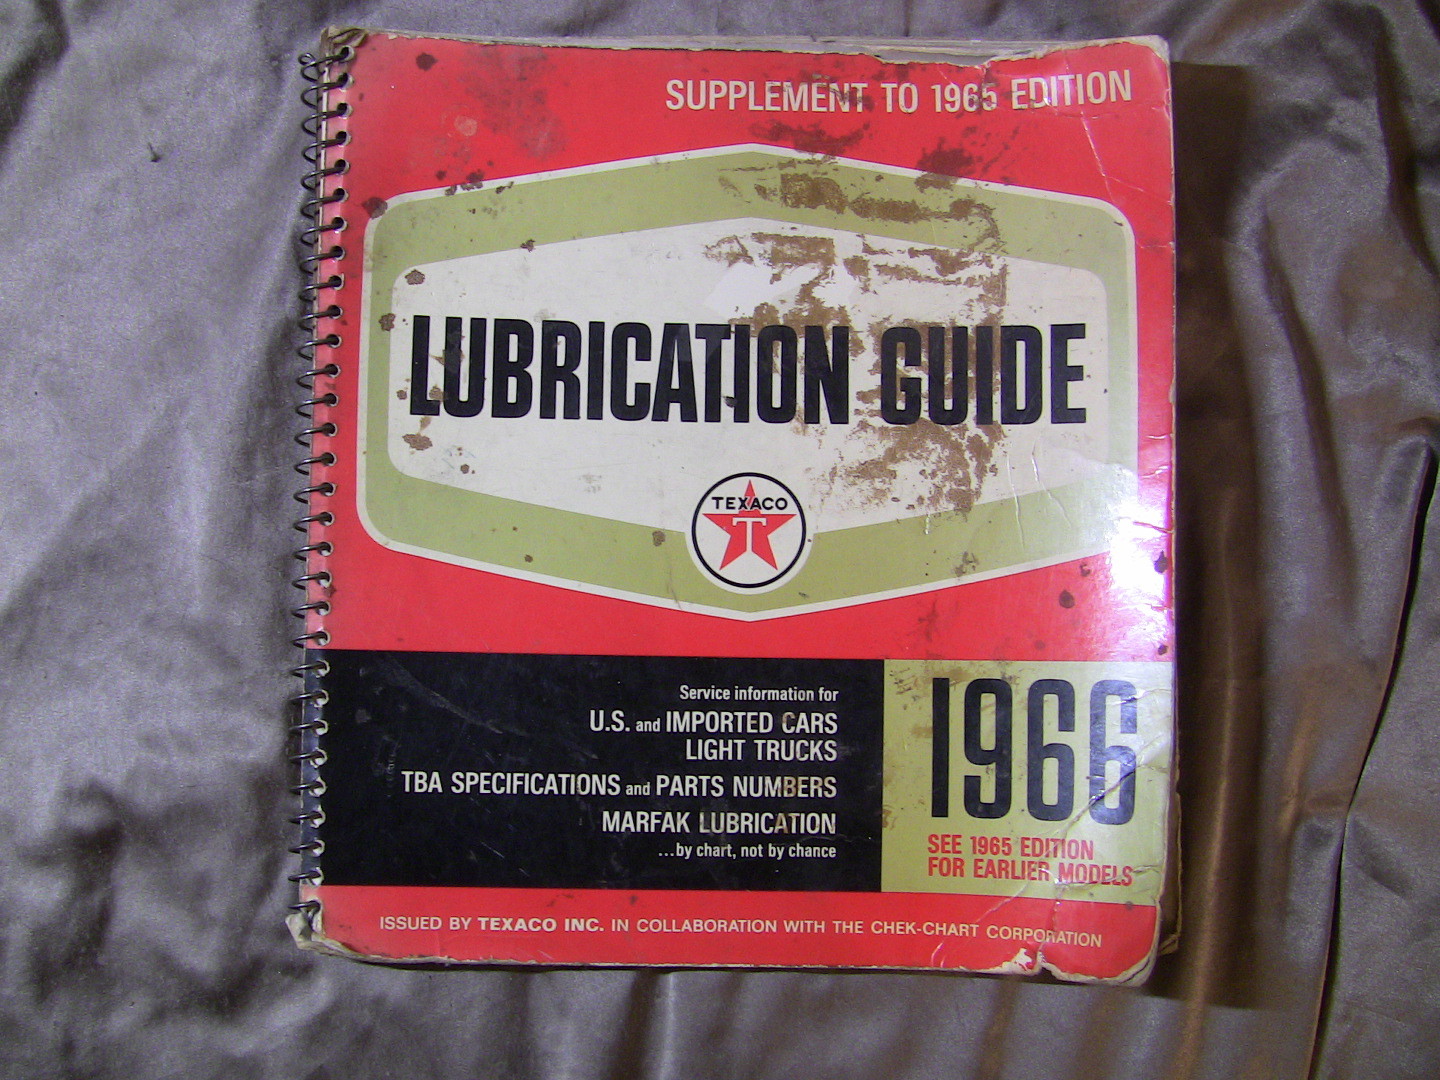 SUPPLEMENT TO 1965 EDITION
LUBRICATION GUIDE
TEXACO
T
Service information for
U.S. and IMPORTED CARS
LIGHT TRUCKS
TBA SPECIFICATIONS and PARTS NUMBERS
MARFAK LUBRICATION
...by chart, not by chance
1966
SEE 1965 EDITION
FOR EARLIER MODELS
ISSUED BY TEXACO INC. IN COLLABORATION WITH THE CHEK-CHART CORPORATION